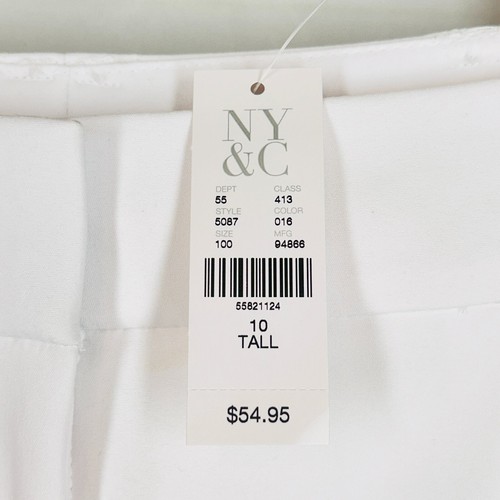 NY
&C
DEPT CLASS
55 413
STYLE COLOR
5087 016
SIZE MFG
100 94866
55821124
10
TALL
$54.95